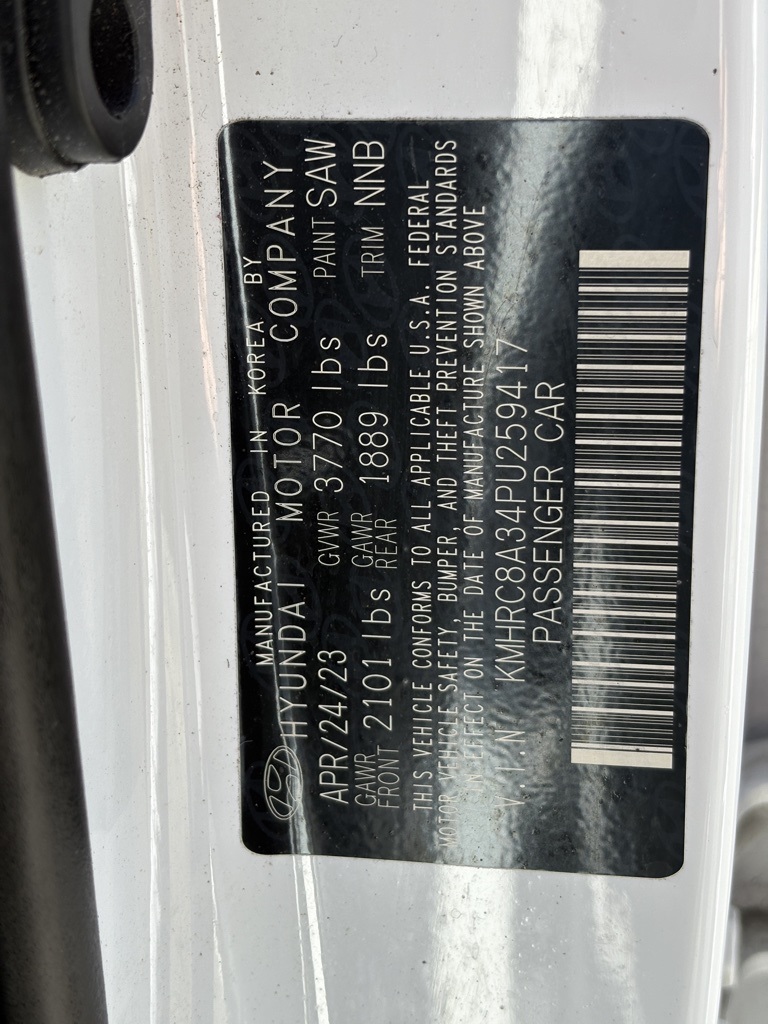 MANUFACTURED IN KOREA BY
HYUNDAI MOTOR COMPANY
APR/24/23 GVWR 3770 lbs PAINT SAW
GAWR FRONT 2101 lbs GAWR REAR 1889 lbs TRIM NNB
THIS VEHICLE CONFORMS TO ALL APPLICABLE U.S.A. FEDERAL
MOTOR VEHICLE SAFETY, BUMPER, AND THEFT PREVENTION STANDARDS
IN EFFECT ON THE DATE OF MANUFACTURE SHOWN ABOVE
V.I.N/ KMHRC8A34PU259417
PASSENGER CAR